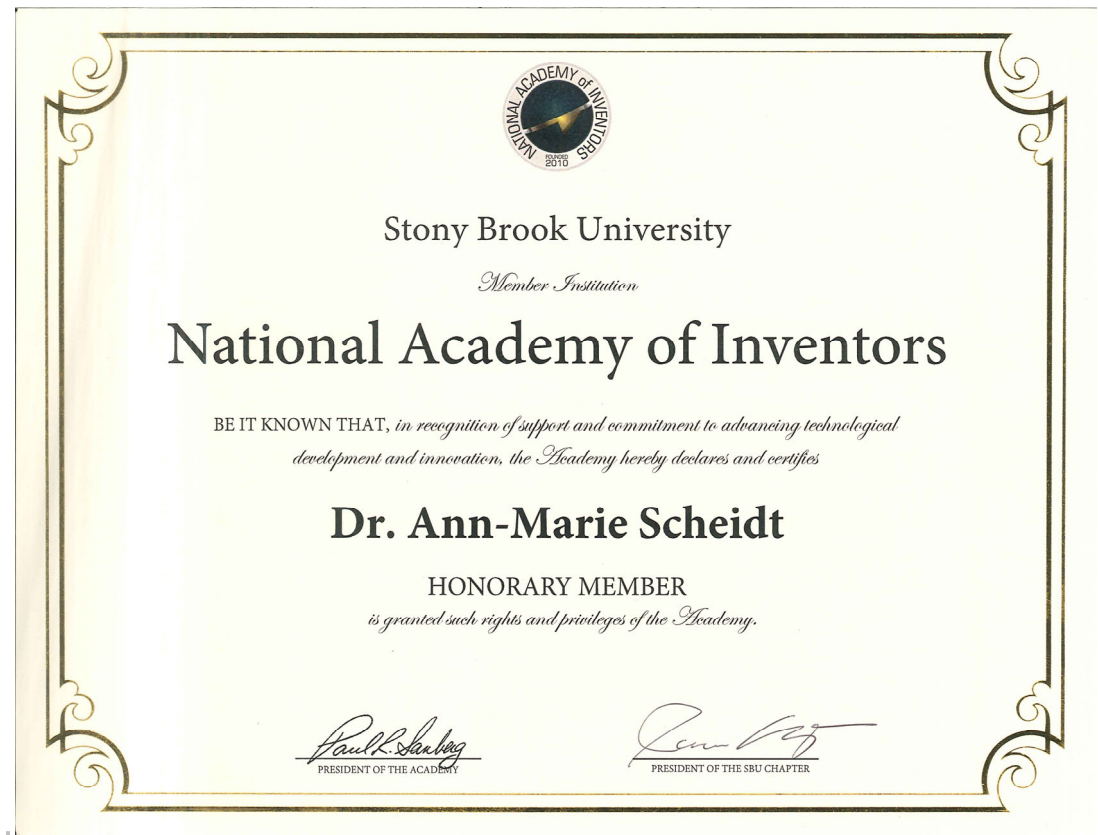 NATIONAL ACADEMY of INVENTORS
FOUNDED
2010
Stony Brook University
Member Institution
National Academy of Inventors
BE IT KNOWN THAT, in recognition of support and commitment to advancing technological
development and innovation, the Academy hereby declares and certifies
Dr. Ann-Marie Scheidt
HONORARY MEMBER
is granted such rights and privileges of the Academy.
Paul R. Sanberg
PRESIDENT OF THE ACADEMY
PRESIDENT OF THE SBU CHAPTER